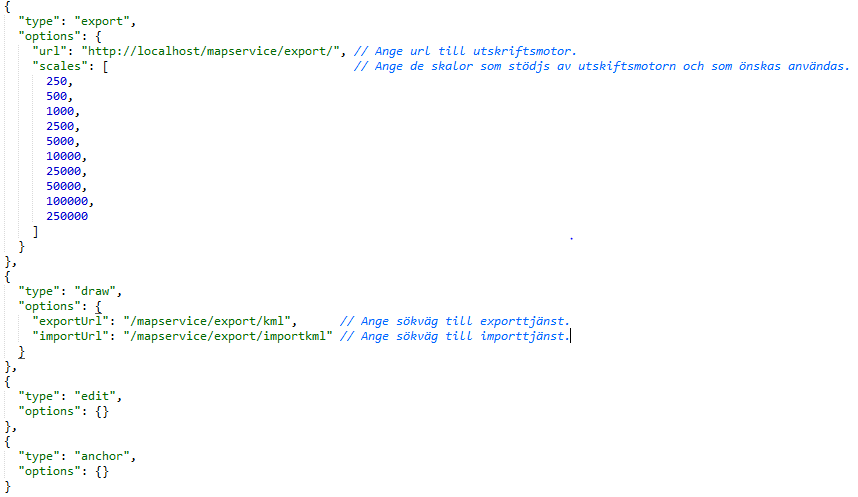 {
  "type": "export",
  "options": {
    "url": "http://localhost/mapservice/export/", // Ange url till utskriftsmotor.
    "scales": [                                   // Ange de skalor som stödjs av utskiftsmotorn och som önskas användas.
      250,
      500,
      1000,
      2500,
      5000,
      10000,
      25000,
      50000,
      100000,
      250000
    ]
  }
},
{
  "type": "draw",
  "options": {
    "exportUrl": "/mapservice/export/kml",      // Ange sökväg till exporttjänst.
    "importUrl": "/mapservice/export/importkml" // Ange sökväg till importtjänst.
  }
},
{
  "type": "edit",
  "options": {}
},
{
  "type": "anchor",
  "options": {}
}